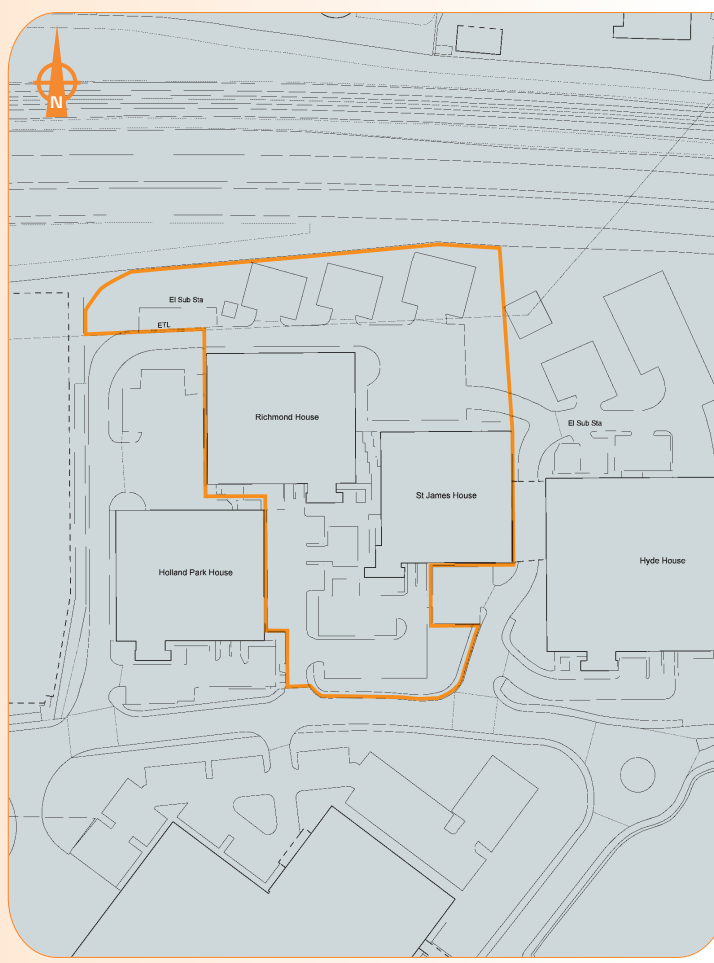 N
El Sub Sta
ETL
Richmond House
El Sub Sta
St James House
Hyde House
Holland Park House